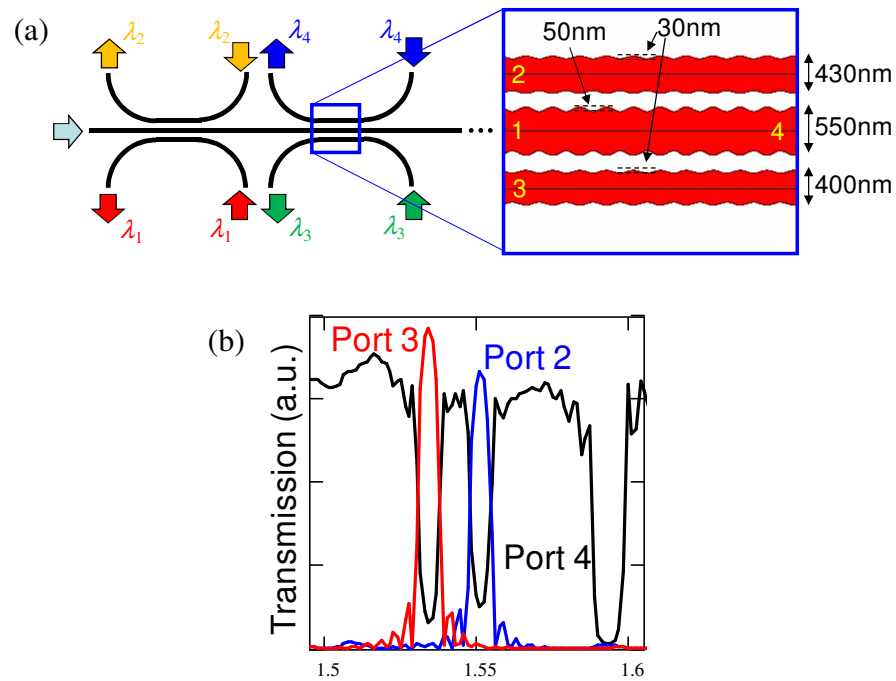 (a)
λ2 λ2 λ4 λ4
λ1 λ1 λ3 λ3
50nm 30nm
2 430nm
1 4 550nm
3 400nm
(b)
Transmission (a.u.)
Port 3
Port 2
Port 4
1.5 1.55 1.6